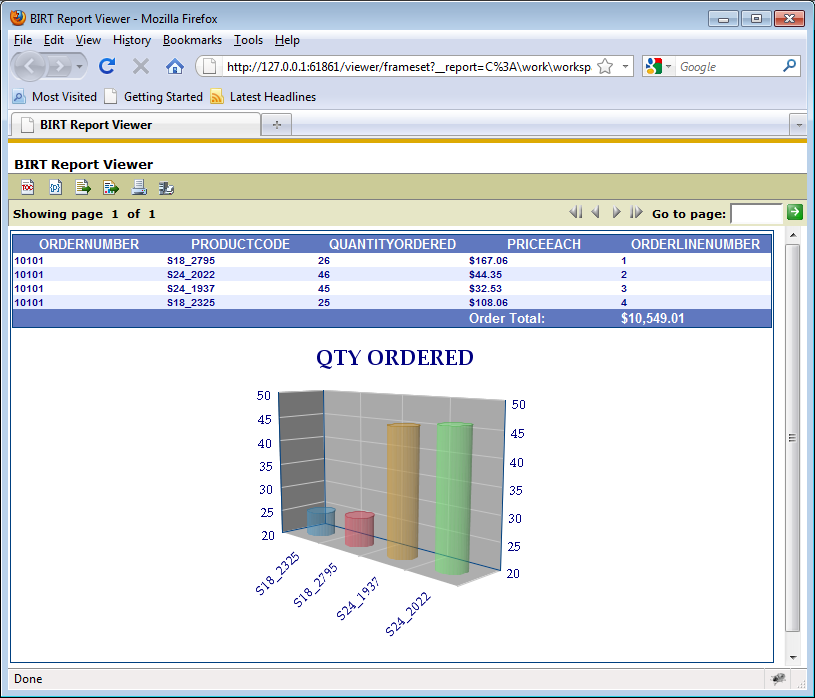 BIRT Report Viewer - Mozilla Firefox
File Edit View History Bookmarks Tools Help
http://127.0.0.1:61861/viewer/frameset?__report=C%3A\work\worksp
Google
Most Visited Getting Started Latest Headlines
BIRT Report Viewer
BIRT Report Viewer
TOC
Showing page 1 of 1 Go to page:
ORDERNUMBER PRODUCTCODE QUANTITYORDERED PRICEEACH ORDERLINENUMBER
10101 S18_2795 26 $167.06 1
10101 S24_2022 46 $44.35 2
10101 S24_1937 45 $32.53 3
10101 S18_2325 25 $108.06 4
Order Total: $10,549.01
QTY ORDERED
50 50
45 45
40 40
35 35
30 30
25 25
20 20
S18_2325 S18_2795 S24_1937 S24_2022
Done